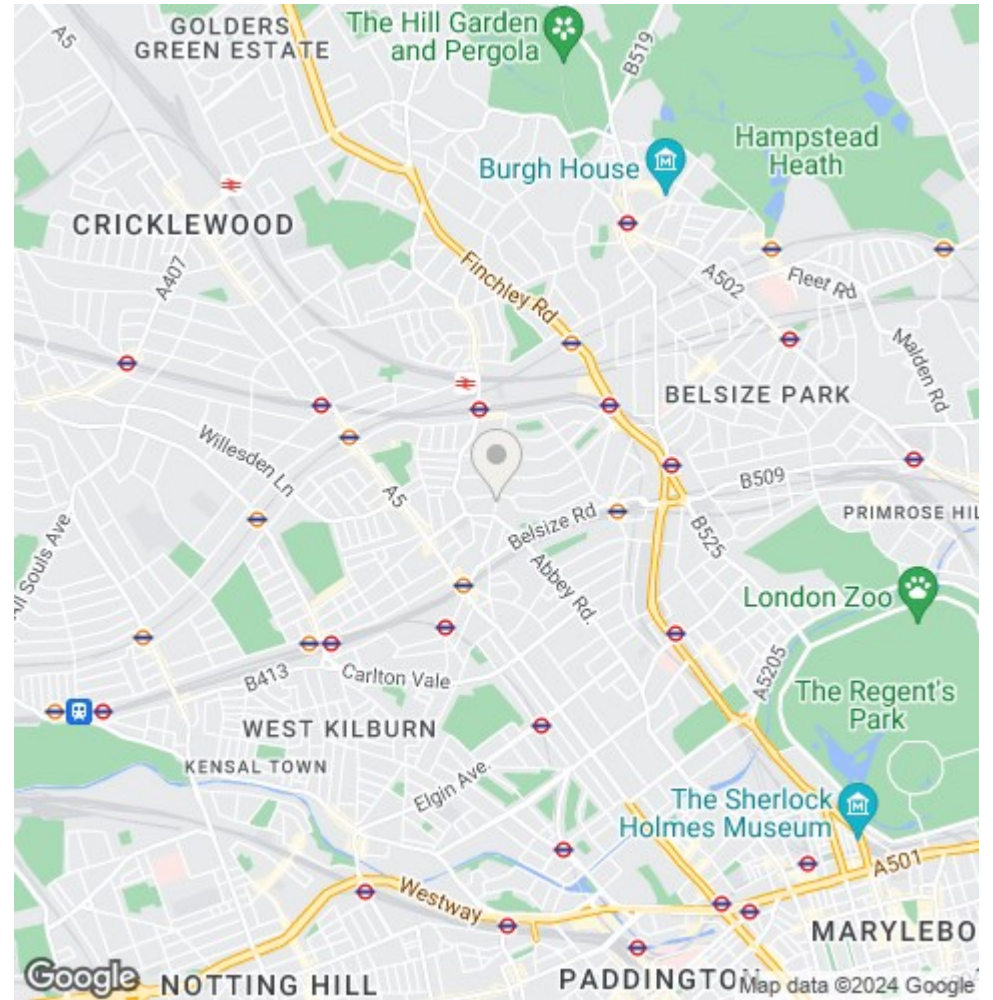 GOLDERS
GREEN ESTATE
A5
The Hill Garden
and Pergola
B519
Hampstead
Heath
Burgh House
CRICKLEWOOD
A407
Finchley Rd
A502
Fleet Rd
Malden Rd
BELSIZE PARK
Willesden Ln
A5
B509
Belsize Rd
B525
PRIMROSE HIL
All Souls Ave
Abbey Rd.
London Zoo
A5205
B413
Carlton Vale
The Regent's
Park
WEST KILBURN
KENSAL TOWN
Elgin Ave.
The Sherlock
Holmes Museum
A501
Westway
MARYLEBO
Google
NOTTING HILL
PADDINGTON
Map data ©2024 Google